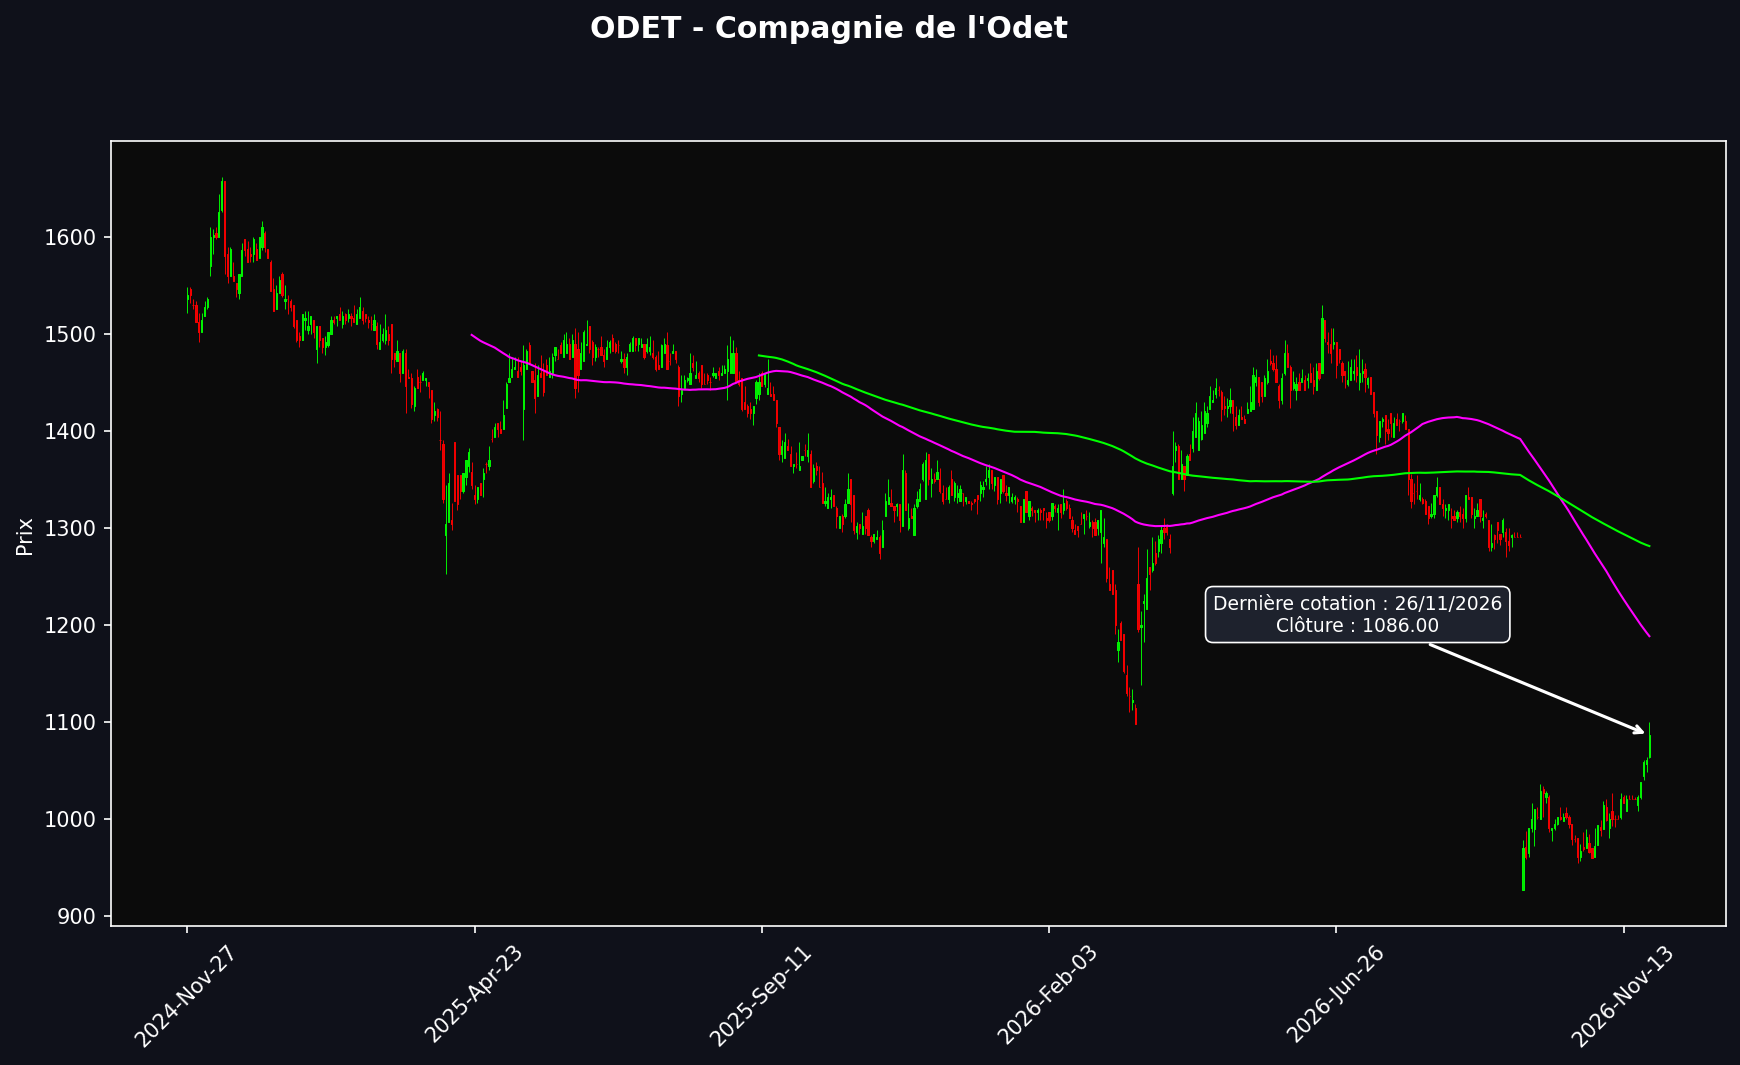 ODET - Compagnie de l'Odet
Prix
1600
1500
1400
1300
1200
1100
1000
900
Dernière cotation : 26/11/2026
Clôture : 1086.00
2024-Nov-27
2025-Apr-23
2025-Sep-11
2026-Feb-03
2026-Jun-26
2026-Nov-13